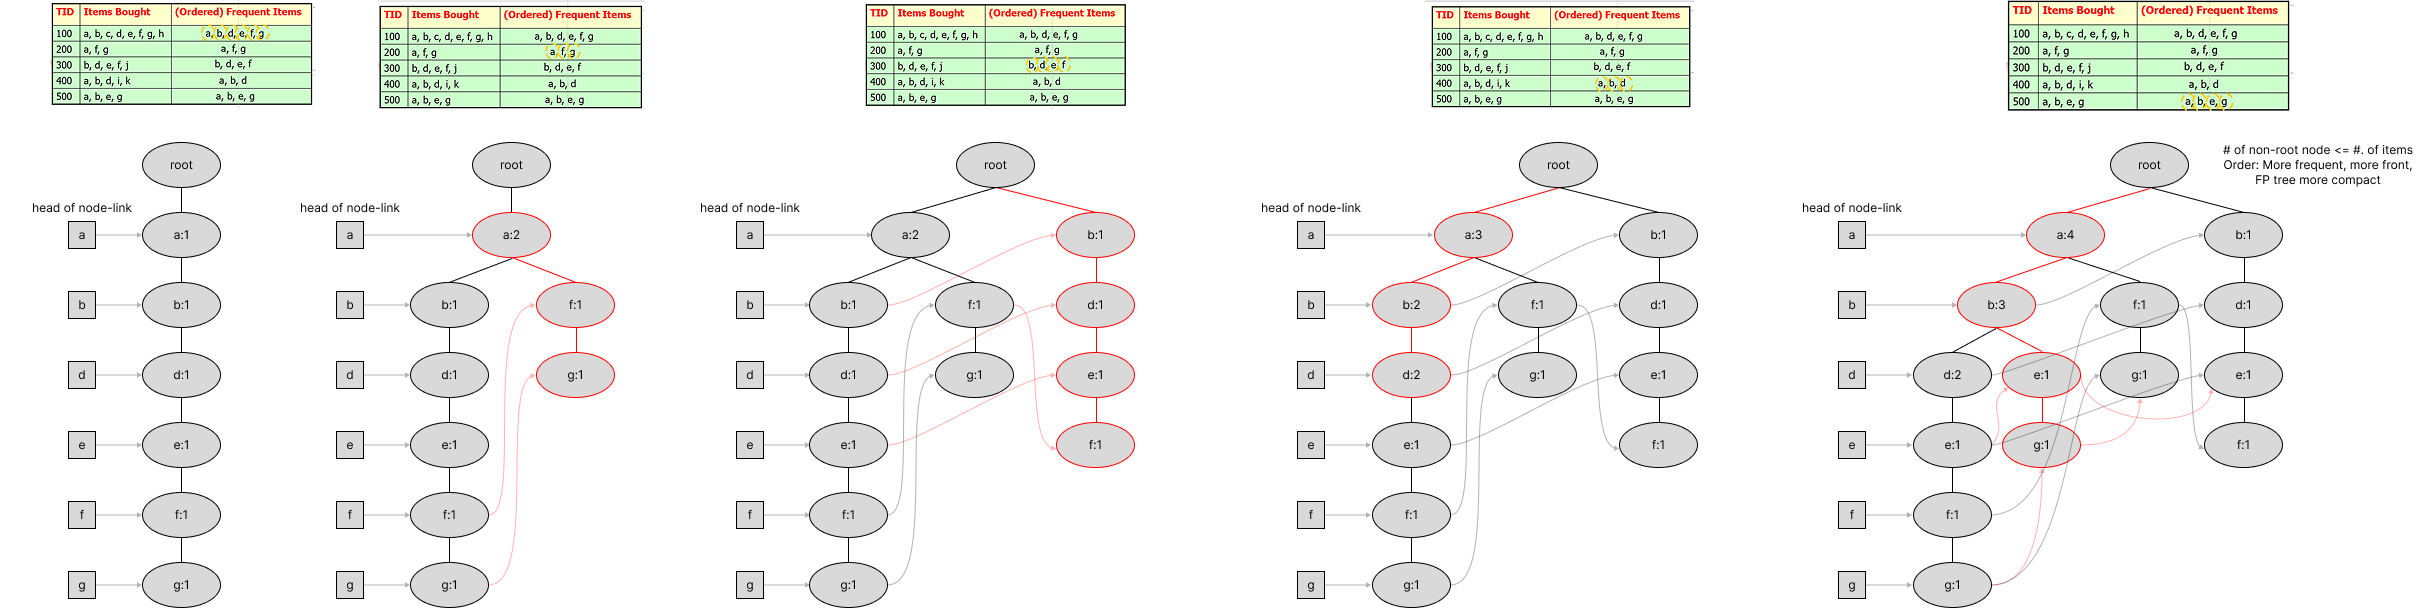 TID Items Bought (Ordered) Frequent Items
100 a, b, c, d, e, f, g, h a, b, d, e, f, g
200 a, f, g a, f, g
300 b, d, e, f, j b, d, e, f
400 a, b, d, i, k a, b, d
500 a, b, e, g a, b, e, g
root
head of node-link
a a:1
b b:1
d d:1
e e:1
f f:1
g g:1
TID Items Bought (Ordered) Frequent Items
100 a, b, c, d, e, f, g, h a, b, d, e, f, g
200 a, f, g a, f, g
300 b, d, e, f, j b, d, e, f
400 a, b, d, i, k a, b, d
500 a, b, e, g a, b, e, g
root
head of node-link
a a:2
b b:1 f:1
d d:1 g:1
e e:1
f f:1
g g:1
TID Items Bought (Ordered) Frequent Items
100 a, b, c, d, e, f, g, h a, b, d, e, f, g
200 a, f, g a, f, g
300 b, d, e, f, j b, d, e, f
400 a, b, d, i, k a, b, d
500 a, b, e, g a, b, e, g
root
head of node-link
a a:2 b:1
b b:1 f:1 d:1
d d:1 g:1 e:1
e e:1 f:1
f f:1
g g:1
TID Items Bought (Ordered) Frequent Items
100 a, b, c, d, e, f, g, h a, b, d, e, f, g
200 a, f, g a, f, g
300 b, d, e, f, j b, d, e, f
400 a, b, d, i, k a, b, d
500 a, b, e, g a, b, e, g
root
head of node-link
a a:3 b:1
b b:2 f:1 d:1
d d:2 g:1 e:1
e e:1 f:1
f f:1
g g:1
TID Items Bought (Ordered) Frequent Items
100 a, b, c, d, e, f, g, h a, b, d, e, f, g
200 a, f, g a, f, g
300 b, d, e, f, j b, d, e, f
400 a, b, d, i, k a, b, d
500 a, b, e, g a, b, e, g
# of non-root node <= #. of items
Order: More frequent, more front,
FP tree more compact
root
head of node-link
a a:4 b:1
b b:3 f:1 d:1
d d:2 e:1 g:1 e:1
e e:1 g:1 f:1
f f:1
g g:1